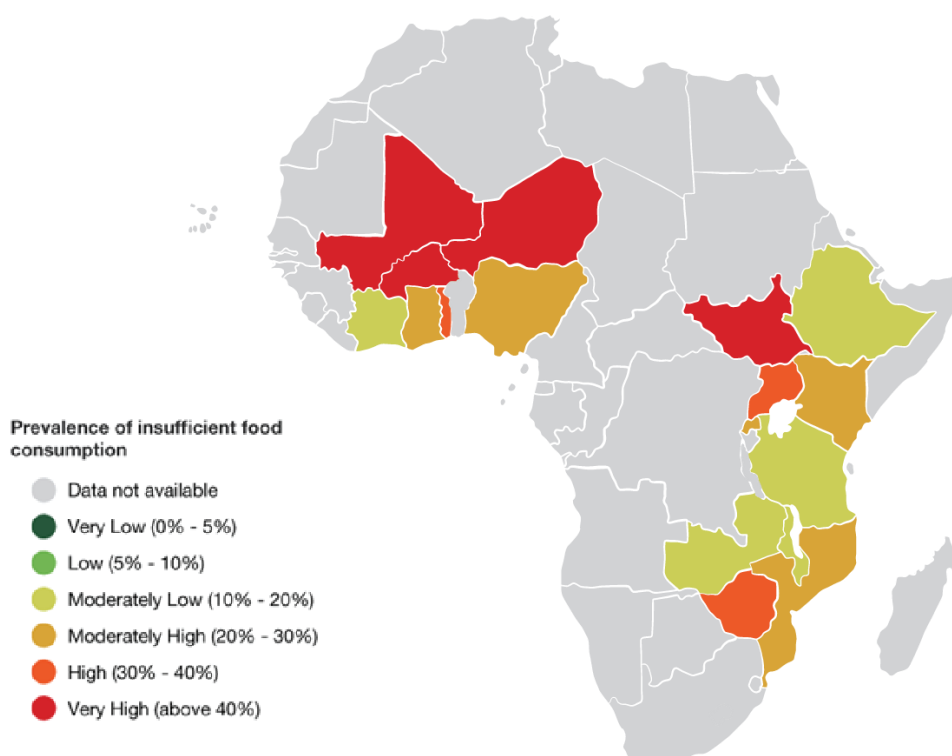 Prevalence of insufficient food
consumption
Data not available
Very Low (0% - 5%)
Low (5% - 10%)
Moderately Low (10% - 20%)
Moderately High (20% - 30%)
High (30% - 40%)
Very High (above 40%)